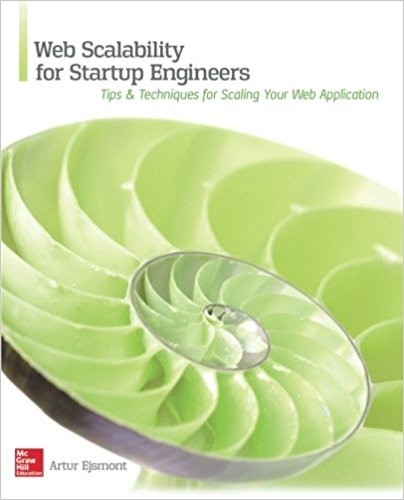 Web Scalability
for Startup Engineers
Tips & Techniques for Scaling Your Web Application
Mc
Graw
Hill
Education
Artur Ejsmont